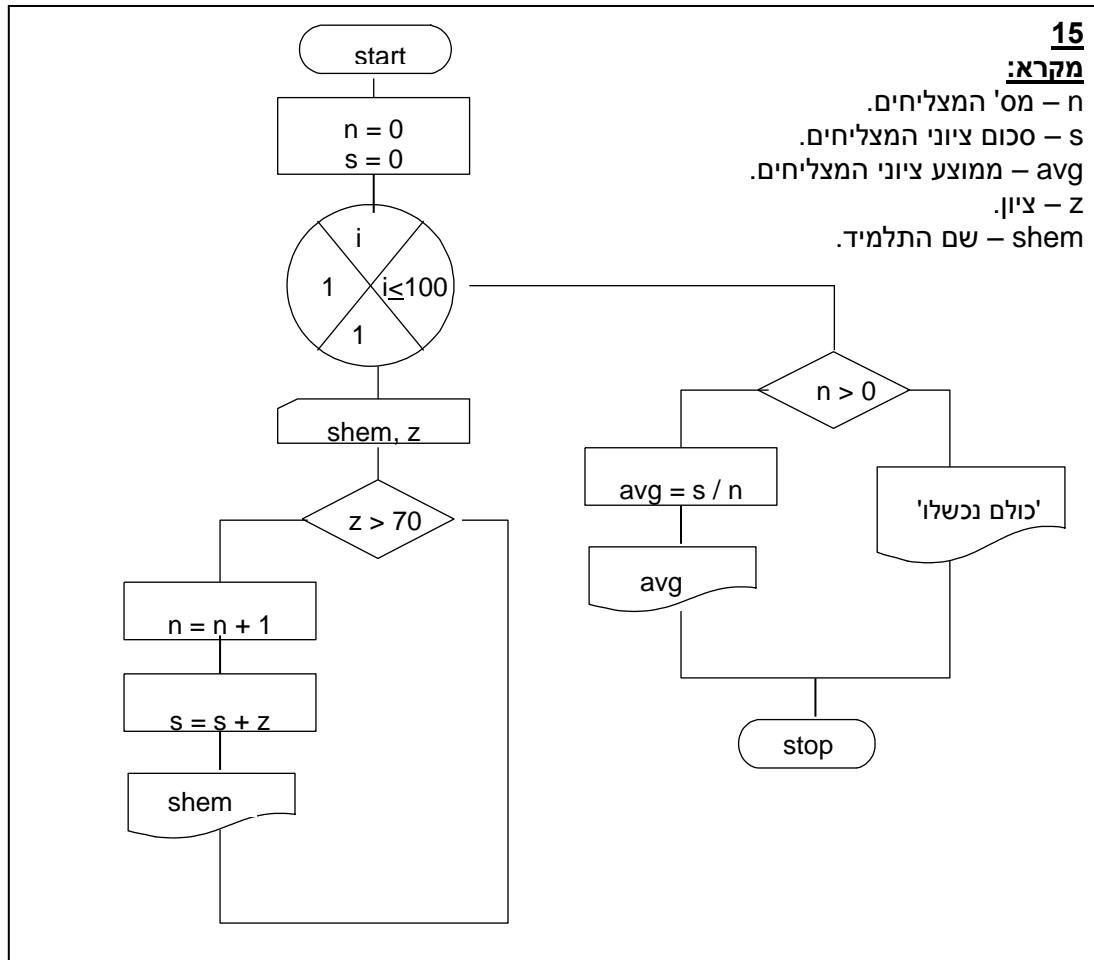 15
מקרא:
n – מס' המצליחים.
s – סכום ציוני המצליחים.
avg – ממוצע ציוני המצליחים.
z – ציון.
shem – שם התלמיד.
start
n = 0
s = 0
i
1
i≤100
1
shem, z
z > 70
n = n + 1
s = s + z
shem
n > 0
avg = s / n
avg
'כולם נכשלו'
stop